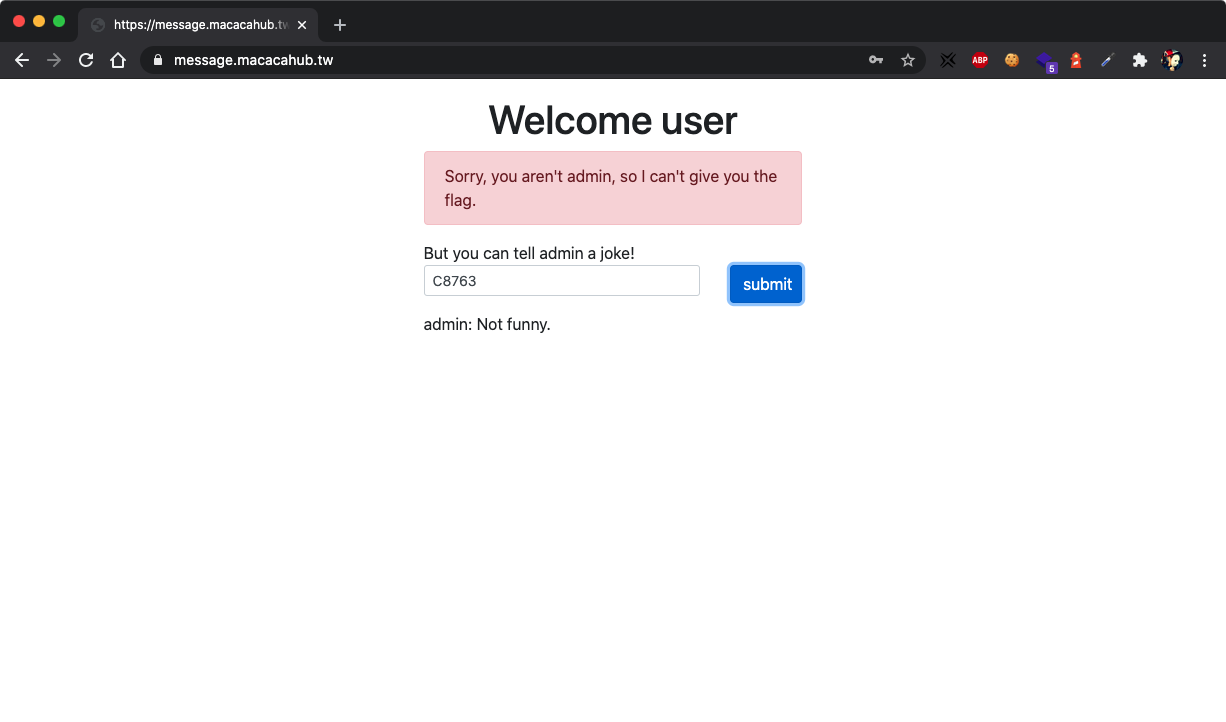 https://message.macacahub.tw
message.macacahub.tw
ABP
5
Welcome user
Sorry, you aren't admin, so I can't give you the
flag.
But you can tell admin a joke!
C8763
submit
admin: Not funny.